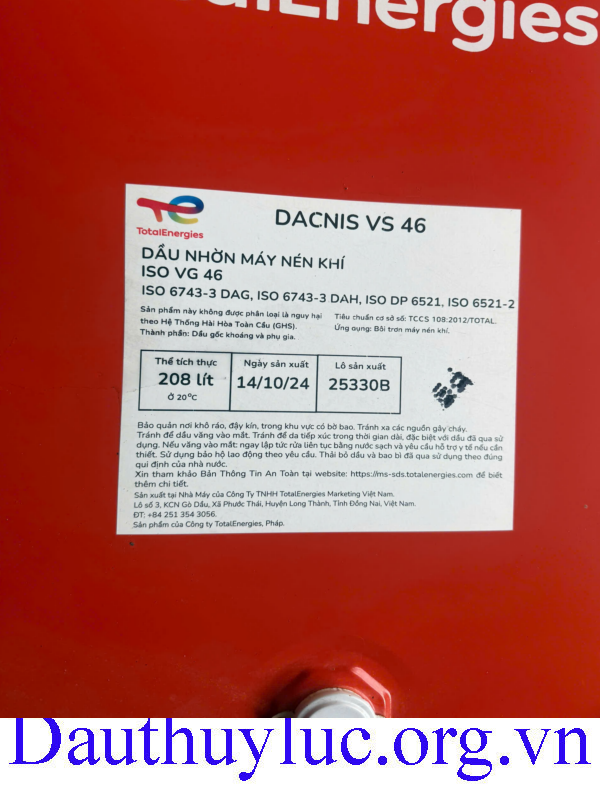 TotalEnergies
TotalEnergies
DACNIS VS 46
DẦU NHỜN MÁY NÉN KHÍ
ISO VG 46
ISO 6743-3 DAG, ISO 6743-3 DAH, ISO DP 6521, ISO 6521-2
Sản phẩm này không được phân loại là nguy hại
theo Hệ Thống Hài Hòa Toàn Cầu (GHS).
Thành phần: Dầu gốc khoáng và phụ gia.
Tiêu chuẩn cơ sở số: TCCS 108:2012/TOTAL.
Ứng dụng: Bôi trơn máy nén khí.
Thể tích thực
208 lít
Ở 20°C
Ngày sản xuất
14/10/24
Lô sản xuất
25330B
Bảo quản nơi khô ráo, đậy kín, trong khu vực có bờ bao. Tránh xa các nguồn gây cháy.
Tránh để dầu văng vào mắt. Tránh để da tiếp xúc trong thời gian dài, đặc biệt với dầu đã qua sử
dụng. Nếu văng vào mắt ngay lập tức rửa liên tục bằng nước sạch và yêu cầu hỗ trợ y tế nếu cần
thiết. Sử dụng bảo hộ lao động theo yêu cầu. Thải bỏ dầu và bao bì đã qua sử dụng theo đúng
qui định của nhà nước.
Xin tham khảo Bản Thông Tin An Toàn tại website: https://ms-sds.totalenergies.com để biết
thêm chi tiết.
Sản xuất tại Nhà Máy của Công Ty TNHH TotalEnergies Marketing Việt Nam.
Lô số 3, KCN Gò Dầu, Xã Phước Thái, Huyện Long Thành, Tỉnh Đồng Nai, Việt Nam.
ĐT: +84 251 354 3056.
Sản phẩm của Công ty TotalEnergies, Pháp.
Dauthuyluc.org.vn